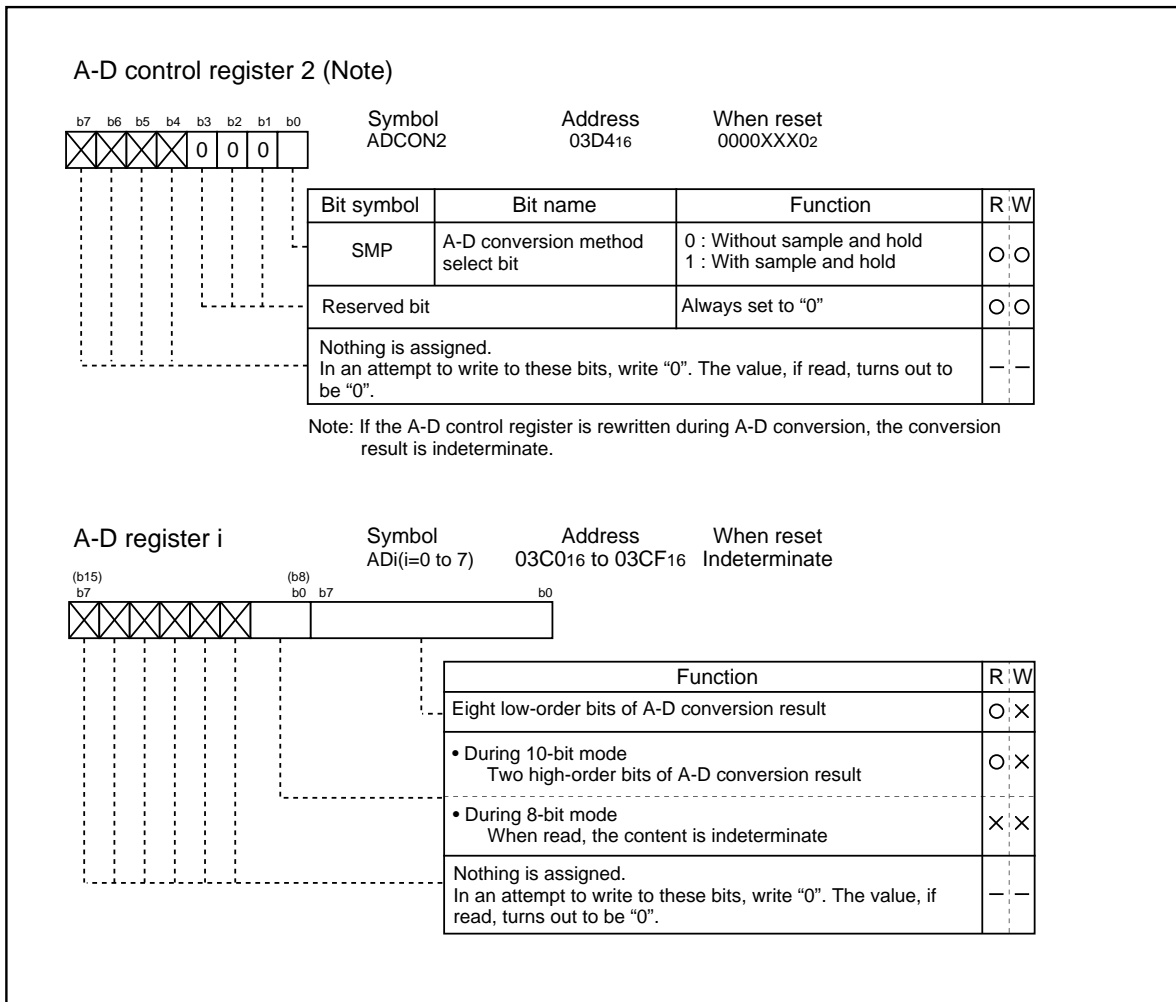 A-D control register 2 (Note)
Symbol Address When reset
ADCON2 03D416 0000XXX02
b7 b6 b5 b4 b3 b2 b1 b0
0 0 0
Bit symbol Bit name Function R W
SMP A-D conversion method select bit 0 : Without sample and hold
1 : With sample and hold
Reserved bit Always set to “0”
Nothing is assigned.
In an attempt to write to these bits, write “0”. The value, if read, turns out to
be “0”.
Note: If the A-D control register is rewritten during A-D conversion, the conversion
result is indeterminate.
A-D register i
Symbol Address When reset
ADi(i=0 to 7) 03C016 to 03CF16 Indeterminate
(b15) (b8)
b7 b0 b7 b0
Function R W
Eight low-order bits of A-D conversion result
• During 10-bit mode
Two high-order bits of A-D conversion result
• During 8-bit mode
When read, the content is indeterminate
Nothing is assigned.
In an attempt to write to these bits, write “0”. The value, if
read, turns out to be “0”.